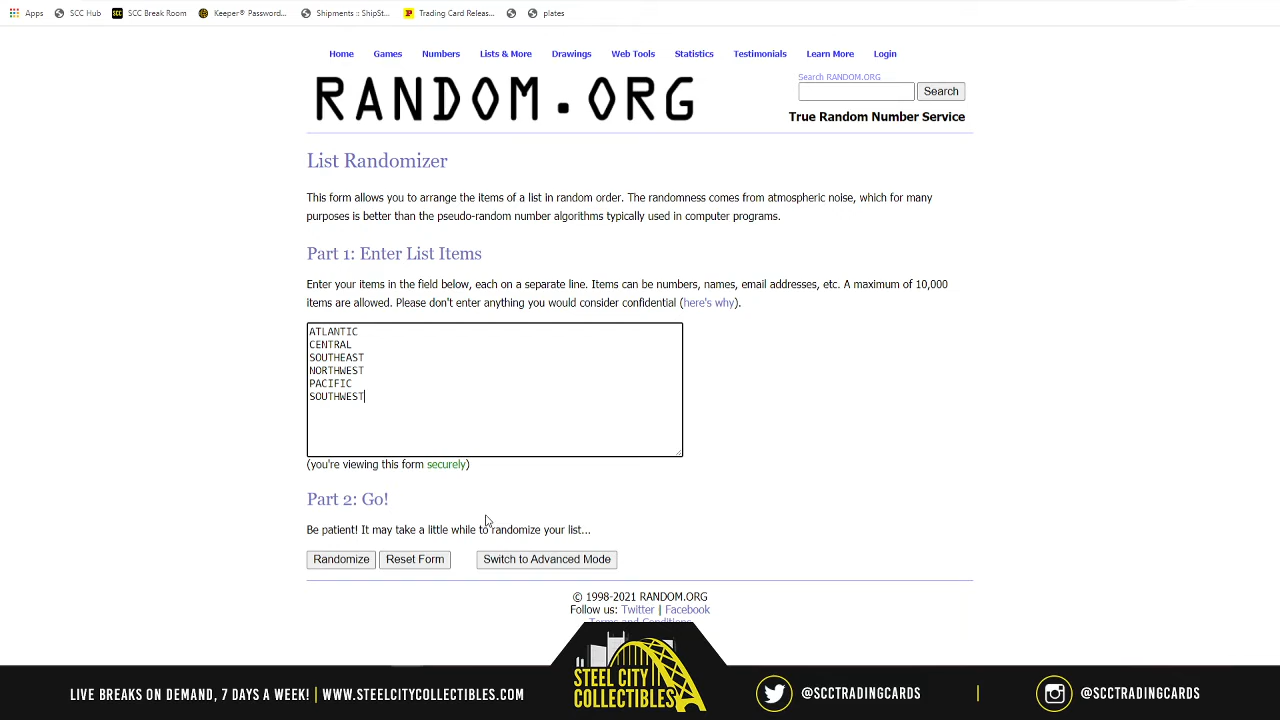 Apps SCC Hub SCC Break Room Keeper® Password... Shipments :: ShipSt... Trading Card Releas... plates
Home Games Numbers Lists & More Drawings Web Tools Statistics Testimonials Learn More Login
RANDOM.ORG
Search RANDOM.ORG
Search
True Random Number Service
List Randomizer
This form allows you to arrange the items of a list in random order. The randomness comes from atmospheric noise, which for many
purposes is better than the pseudo-random number algorithms typically used in computer programs.
Part 1: Enter List Items
Enter your items in the field below, each on a separate line. Items can be numbers, names, email addresses, etc. A maximum of 10,000
items are allowed. Please don't enter anything you would consider confidential (here's why).
ATLANTIC
CENTRAL
SOUTHEAST
NORTHWEST
PACIFIC
SOUTHWEST
(you're viewing this form securely)
Part 2: Go!
Be patient! It may take a little while to randomize your list...
Randomize Reset Form Switch to Advanced Mode
© 1998-2021 RANDOM.ORG
Follow us: Twitter | Facebook
Terms and Conditions
STEEL CITY
COLLECTIBLES
LIVE BREAKS ON DEMAND, 7 DAYS A WEEK! | WWW.STEELCITYCOLLECTIBLES.COM
@SCCTRADINGCARDS | @SCCTRADINGCARDS